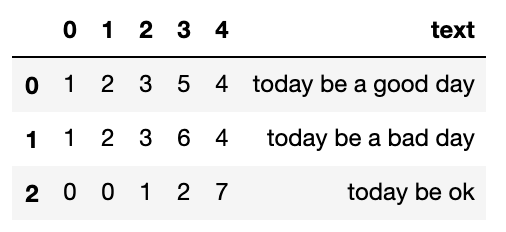 0 1 2 3 4 text
0 1 2 3 5 4 today be a good day
1 1 2 3 6 4 today be a bad day
2 0 0 1 2 7 today be ok